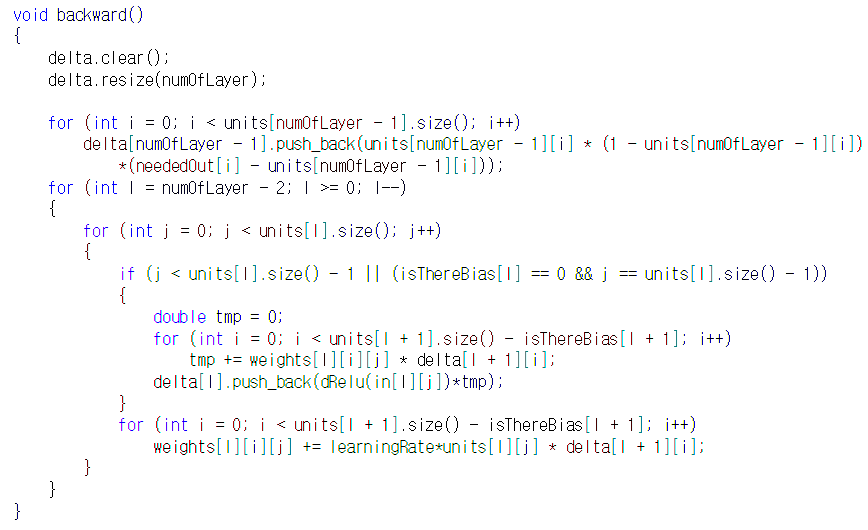 void backward()
{
    delta.clear();
    delta.resize(numOfLayer);

    for (int i = 0; i < units[numOfLayer - 1].size(); i++)
        delta[numOfLayer - 1].push_back(units[numOfLayer - 1][i] * (1 - units[numOfLayer - 1][i])
            *(neededOut[i] - units[numOfLayer - 1][i]));
    for (int l = numOfLayer - 2; l >= 0; l--)
    {
        for (int j = 0; j < units[l].size(); j++)
        {
            if (j < units[l].size() - 1 || (isThereBias[l] == 0 && j == units[l].size() - 1))
            {
                double tmp = 0;
                for (int i = 0; i < units[l + 1].size() - isThereBias[l + 1]; i++)
                    tmp += weights[l][i][j] * delta[l + 1][i];
                delta[l].push_back(dRelu(in[l][j])*tmp);
            }
            for (int i = 0; i < units[l + 1].size() - isThereBias[l + 1]; i++)
                weights[l][i][j] += learningRate*units[l][j] * delta[l + 1][i];
        }
    }
}